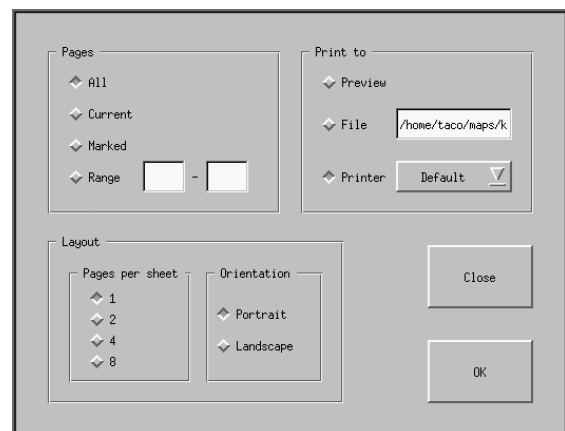 Pages
All
Current
Marked
Range -
Print to
Preview
File /home/taco/maps/k
Printer Default
Layout
Pages per sheet
1
2
4
8
Orientation
Portrait
Landscape
Close
OK